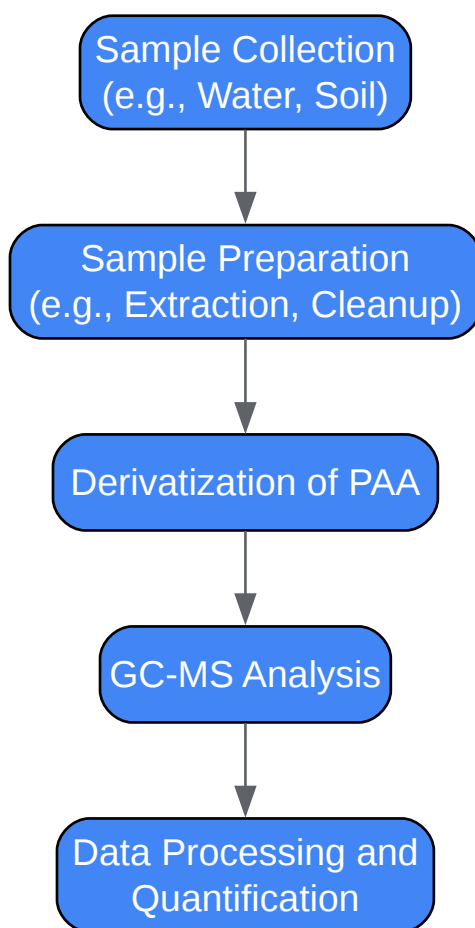 Sample Collection
(e.g., Water, Soil)
Sample Preparation
(e.g., Extraction, Cleanup)
Derivatization of PAA
GC-MS Analysis
Data Processing and
Quantification